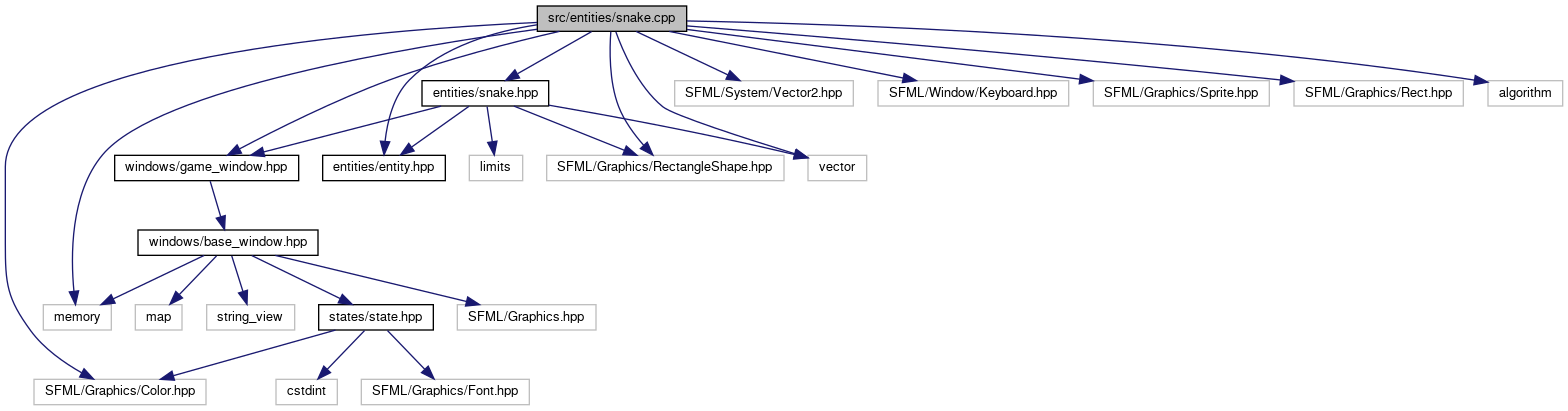 src/entities/snake.cpp
entities/snake.hpp
SFML/System/Vector2.hpp
SFML/Window/Keyboard.hpp
SFML/Graphics/Sprite.hpp
SFML/Graphics/Rect.hpp
algorithm
windows/game_window.hpp
entities/entity.hpp
limits
SFML/Graphics/RectangleShape.hpp
vector
windows/base_window.hpp
memory
map
string_view
states/state.hpp
SFML/Graphics.hpp
SFML/Graphics/Color.hpp
cstdint
SFML/Graphics/Font.hpp